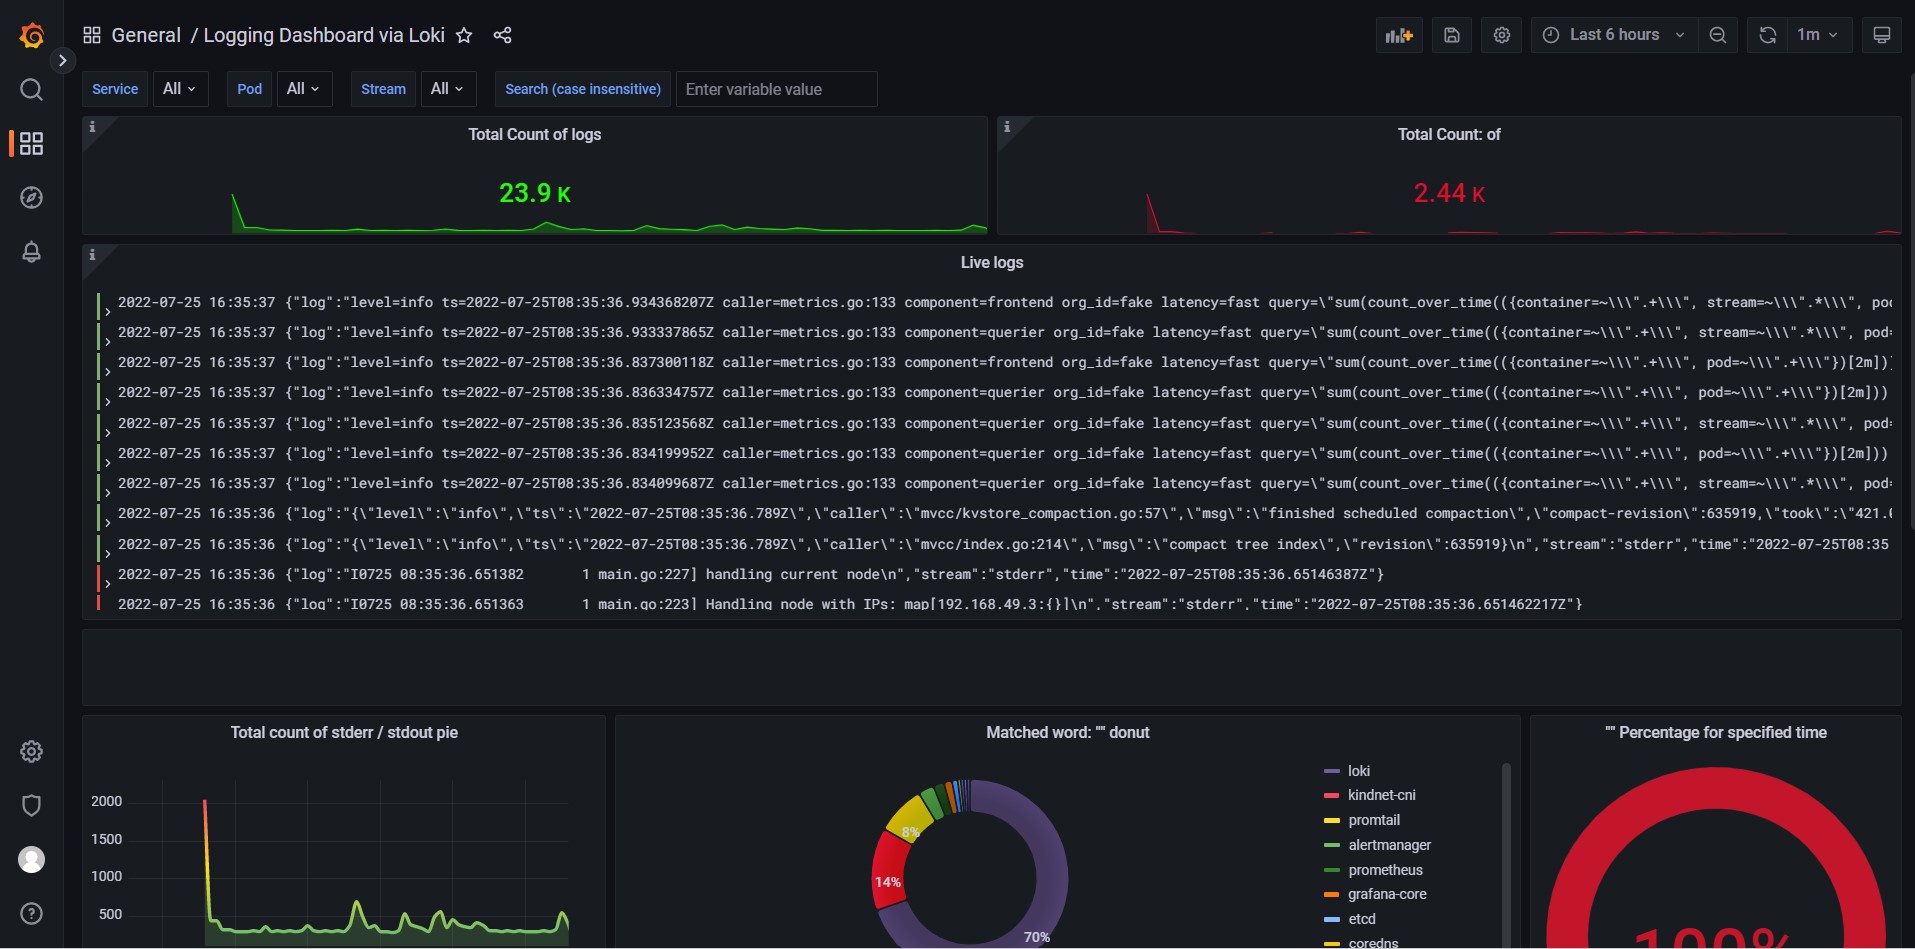 General / Logging Dashboard via Loki
Last 6 hours
1m
Service All Pod All Stream All Search (case insensitive) Enter variable value
Total Count of logs
23.9 K
Total Count: of
2.44 K
Live logs
2022-07-25 16:35:37 {"log":"level=info ts=2022-07-25T08:35:36.934368207Z caller=metrics.go:133 component=frontend org_id=fake latency=fast query=\"sum(count_over_time(({container=~\\\".+\\\", stream=~\\\".*\\\", pod
2022-07-25 16:35:37 {"log":"level=info ts=2022-07-25T08:35:36.933337865Z caller=metrics.go:133 component=querier org_id=fake latency=fast query=\"sum(count_over_time(({container=~\\\".+\\\", stream=~\\\".*\\\", pod=
2022-07-25 16:35:37 {"log":"level=info ts=2022-07-25T08:35:36.837300118Z caller=metrics.go:133 component=frontend org_id=fake latency=fast query=\"sum(count_over_time(({container=~\\\".+\\\", pod=~\\\".+\\\"})[2m]))
2022-07-25 16:35:37 {"log":"level=info ts=2022-07-25T08:35:36.836334757Z caller=metrics.go:133 component=querier org_id=fake latency=fast query=\"sum(count_over_time(({container=~\\\".+\\\", pod=~\\\".+\\\"})[2m]))
2022-07-25 16:35:37 {"log":"level=info ts=2022-07-25T08:35:36.835123568Z caller=metrics.go:133 component=querier org_id=fake latency=fast query=\"sum(count_over_time(({container=~\\\".+\\\", stream=~\\\".*\\\", pod=
2022-07-25 16:35:37 {"log":"level=info ts=2022-07-25T08:35:36.834199952Z caller=metrics.go:133 component=querier org_id=fake latency=fast query=\"sum(count_over_time(({container=~\\\".+\\\", pod=~\\\".+\\\"})[2m]))
2022-07-25 16:35:37 {"log":"level=info ts=2022-07-25T08:35:36.834099687Z caller=metrics.go:133 component=querier org_id=fake latency=fast query=\"sum(count_over_time(({container=~\\\".+\\\", stream=~\\\".*\\\", pod=
2022-07-25 16:35:36 {"log":"{\"level\":\"info\",\"ts\":\"2022-07-25T08:35:36.789Z\",\"caller\":\"mvcc/kvstore_compaction.go:57\",\"msg\":\"finished scheduled compaction\",\"compact-revision\":635919,\"took\":\"421.6
2022-07-25 16:35:36 {"log":"{\"level\":\"info\",\"ts\":\"2022-07-25T08:35:36.789Z\",\"caller\":\"mvcc/index.go:214\",\"msg\":\"compact tree index\",\"revision\":635919}\n","stream":"stderr","time":"2022-07-25T08:35
2022-07-25 16:35:36 {"log":"I0725 08:35:36.651382       1 main.go:227] handling current node\n","stream":"stderr","time":"2022-07-25T08:35:36.65146387Z"}
2022-07-25 16:35:36 {"log":"I0725 08:35:36.651363       1 main.go:223] Handling node with IPs: map[192.168.49.3:{}]\n","stream":"stderr","time":"2022-07-25T08:35:36.651462217Z"}
Total count of stderr / stdout pie
2000
1500
1000
500
Matched word: "" donut
8%
14%
70%
loki
kindnet-cni
promtail
alertmanager
prometheus
grafana-core
etcd
coredns
"" Percentage for specified time
100%